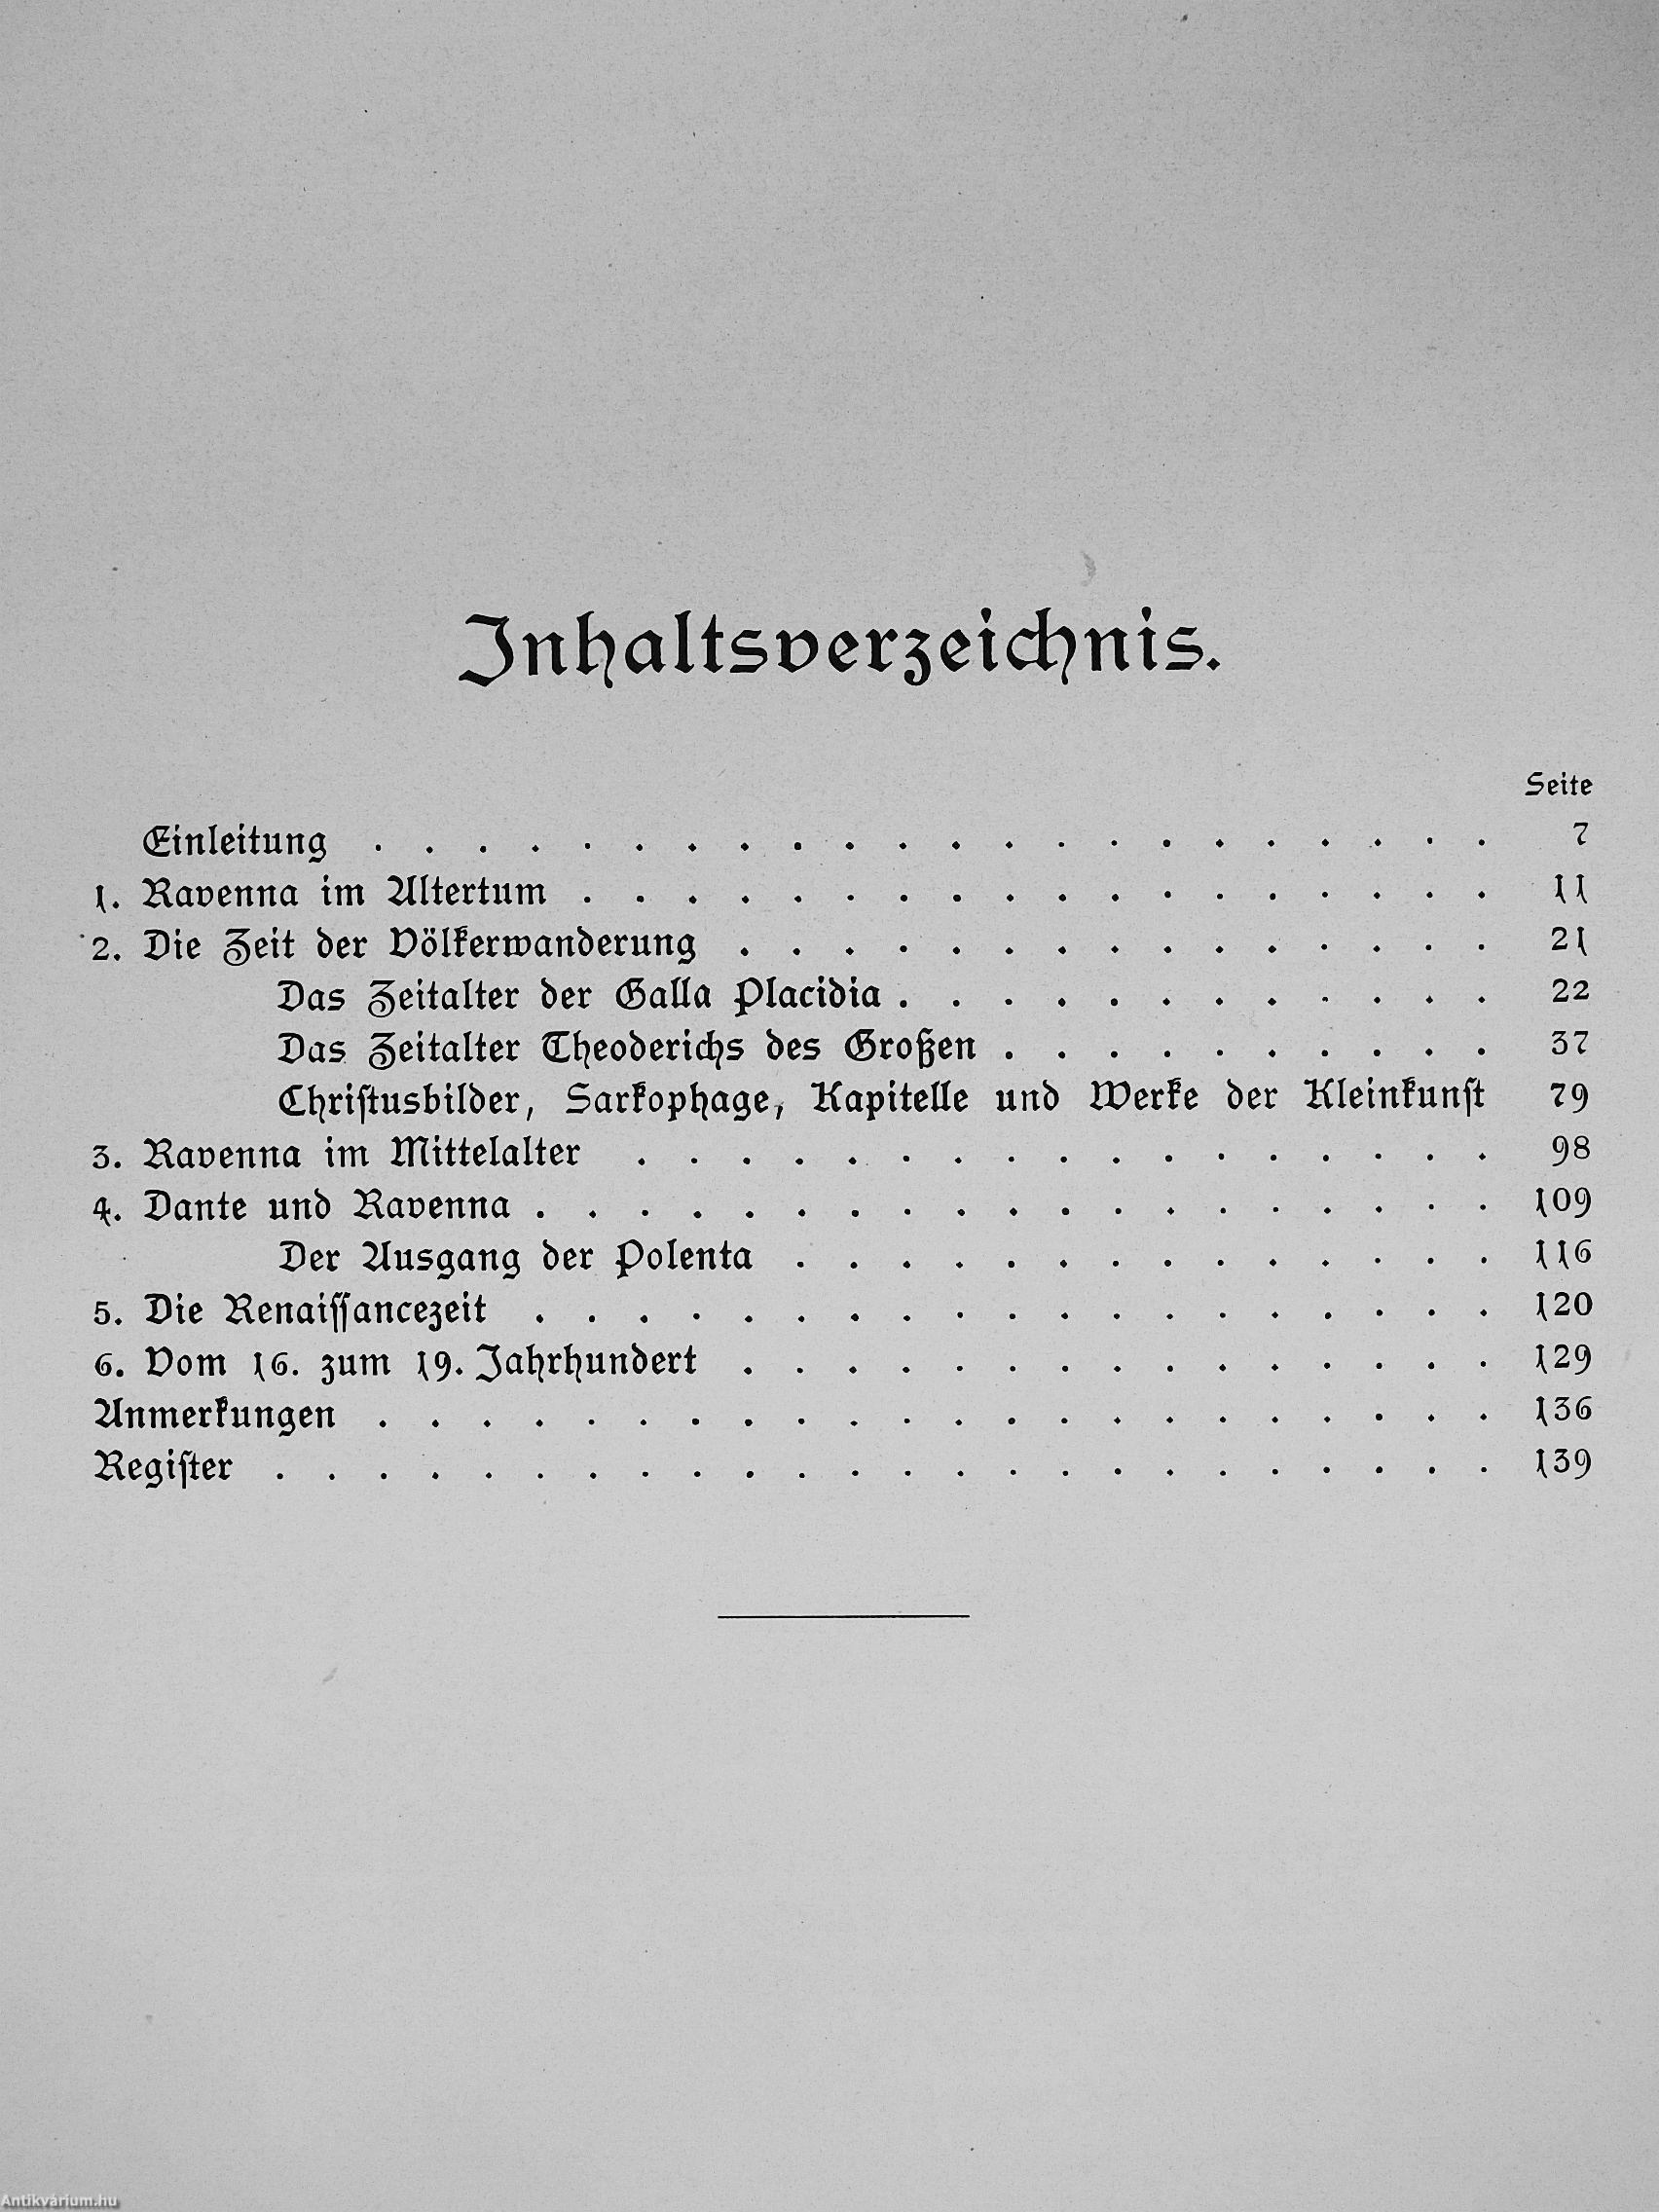 Inhaltsverzeichnis.
Seite
Einleitung . . . . . . . . . . . . . . . . . . . . . . 7
1. Ravenna im Altertum . . . . . . . . . . . . . . . . . . 11
2. Die Zeit der Völkerwanderung . . . . . . . . . . . . . . . 21
Das Zeitalter der Galla Placidia . . . . . . . . . . . . 22
Das Zeitalter Theoderichs des Großen . . . . . . . . . . 37
Chriſtusbilder, Sarkophage, Kapitelle und Werke der Kleinkunſt 79
3. Ravenna im Mittelalter . . . . . . . . . . . . . . . . . 98
4. Dante und Ravenna . . . . . . . . . . . . . . . . . . . 109
Der Ausgang der Polenta . . . . . . . . . . . . . . 116
5. Die Renaiſſancezeit . . . . . . . . . . . . . . . . . . . 120
6. Vom 16. zum 19. Jahrhundert . . . . . . . . . . . . . . . 129
Anmerkungen . . . . . . . . . . . . . . . . . . . . . . 136
Regiſter . . . . . . . . . . . . . . . . . . . . . . . . 139
Antikvárium.hu